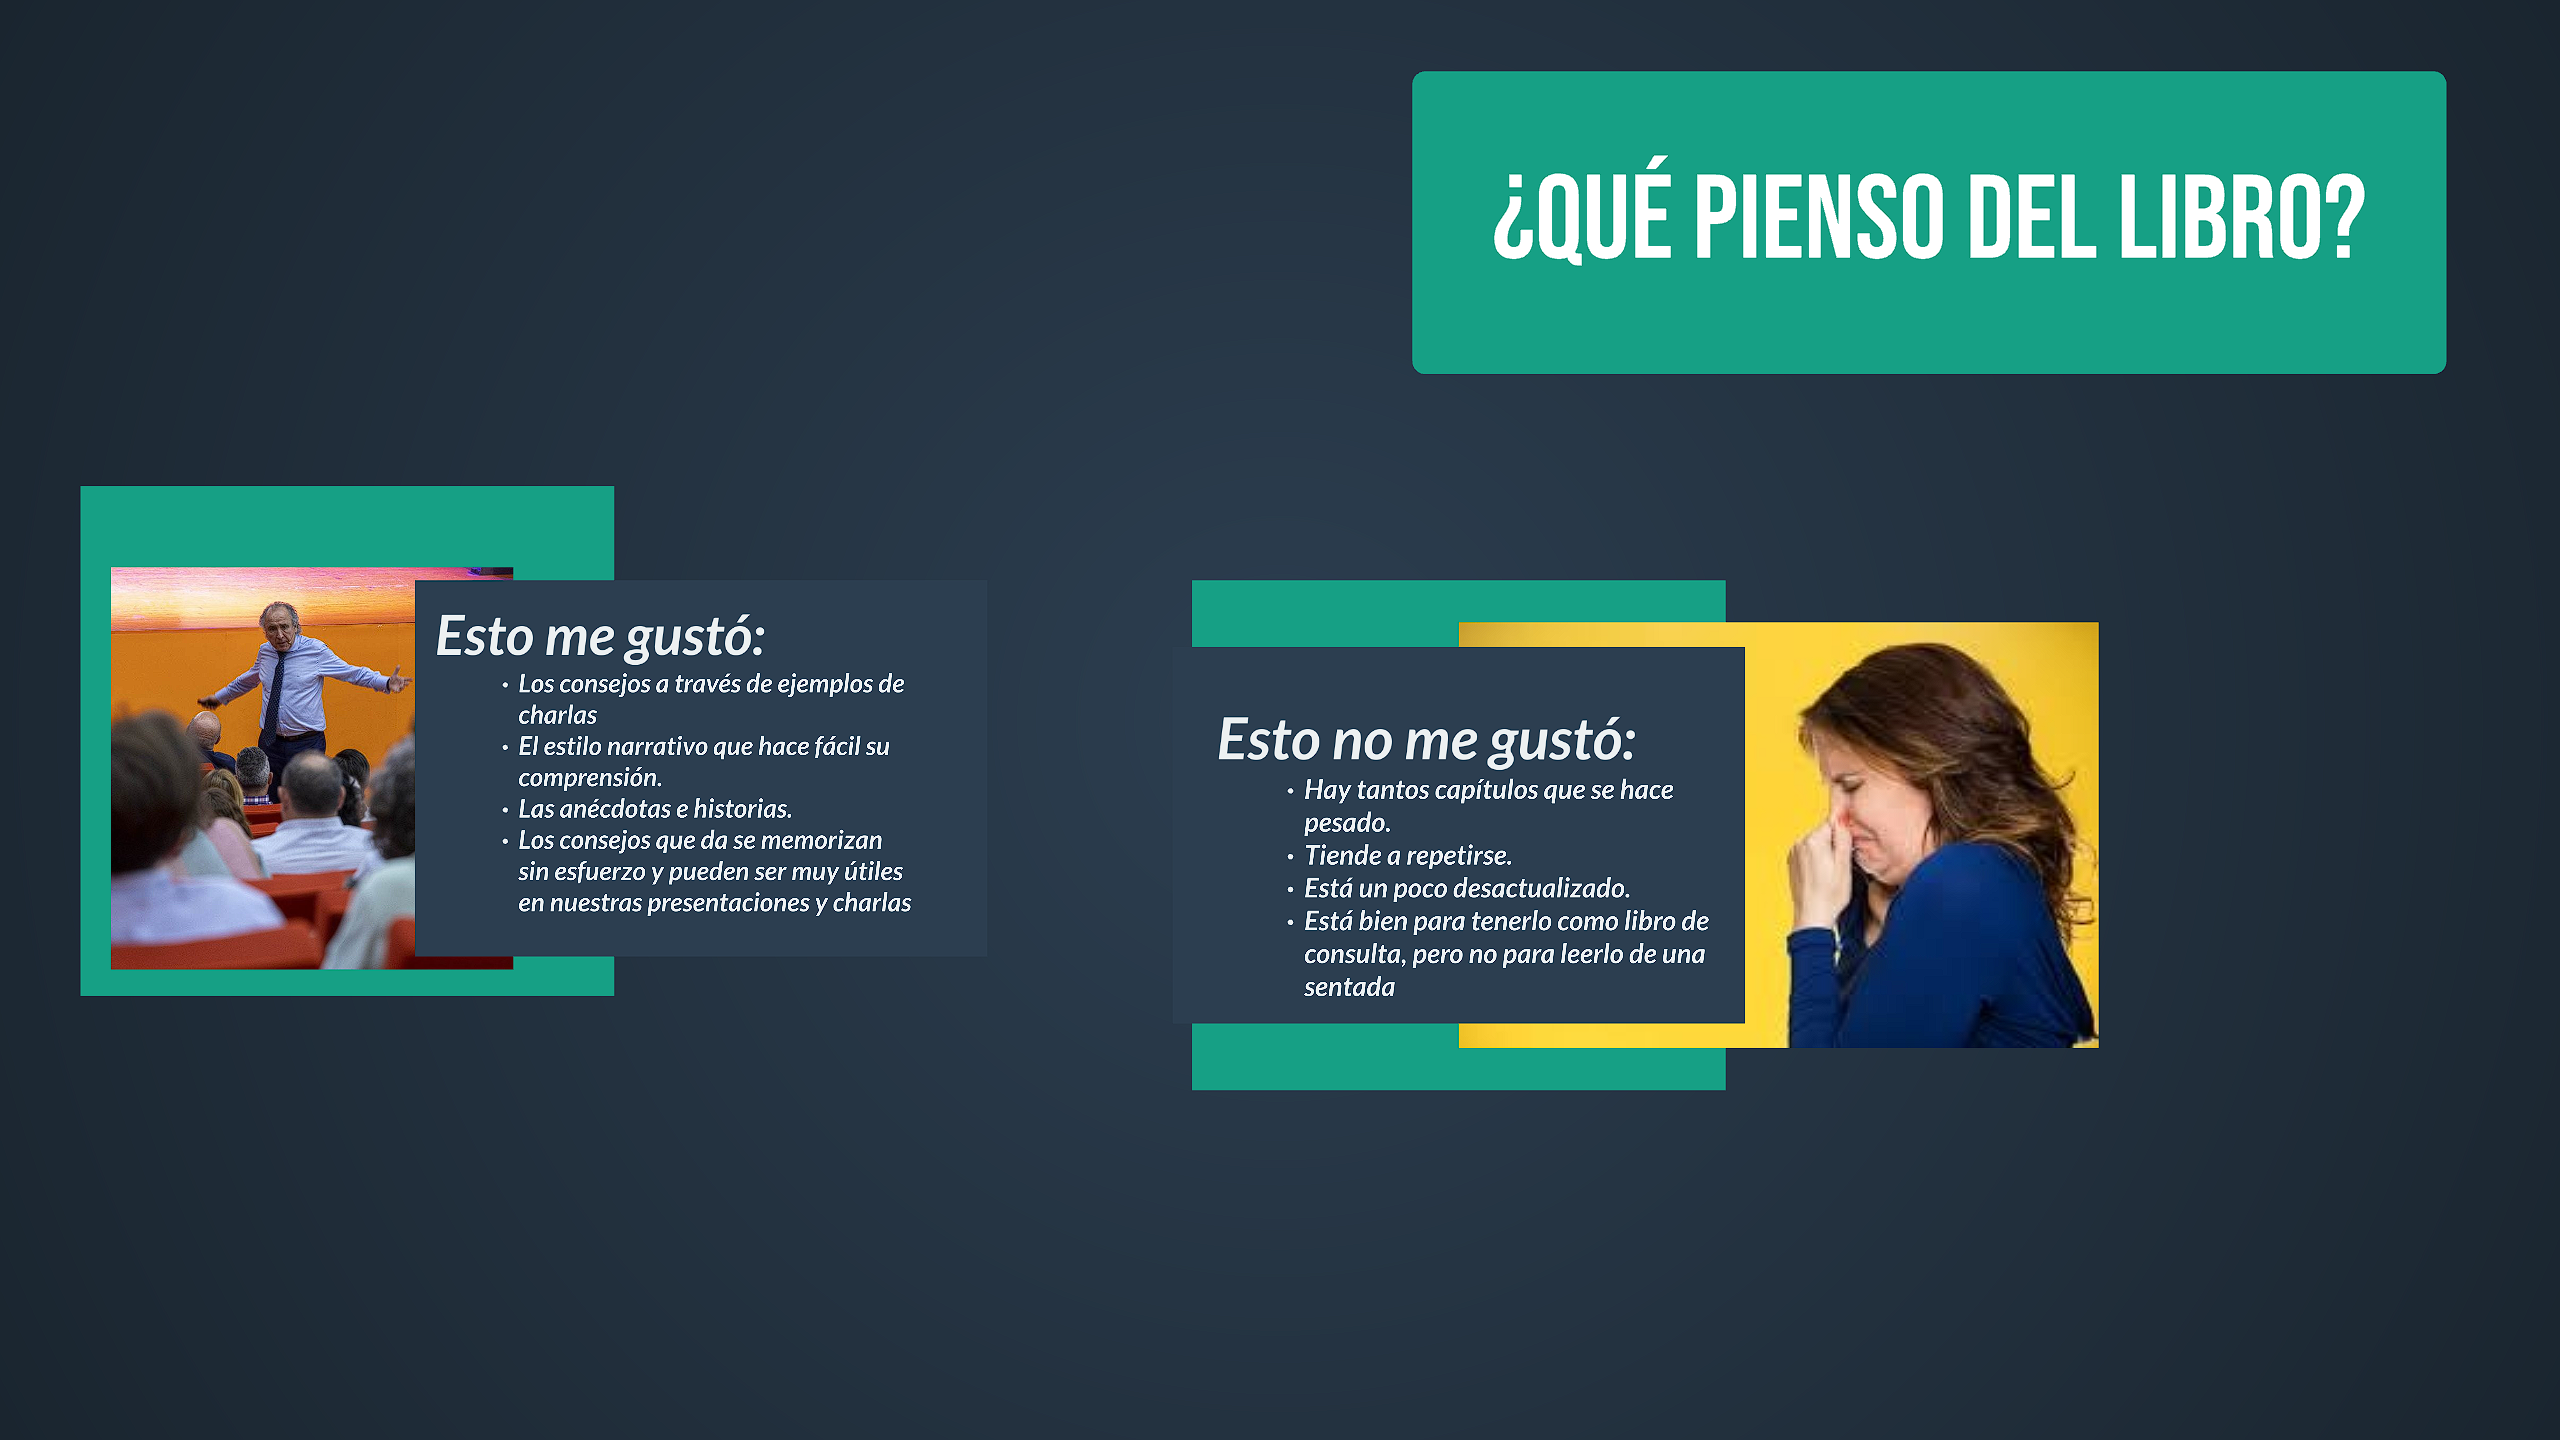 ¿QUÉ PIENSO DEL LIBRO?
Esto me gustó:
• Los consejos a través de ejemplos de
charlas
• El estilo narrativo que hace fácil su
comprensión.
• Las anécdotas e historias.
• Los consejos que da se memorizan
sin esfuerzo y pueden ser muy útiles
en nuestras presentaciones y charlas
Esto no me gustó:
• Hay tantos capítulos que se hace
pesado.
• Tiende a repetirse.
• Está un poco desactualizado.
• Está bien para tenerlo como libro de
consulta, pero no para leerlo de una
sentada